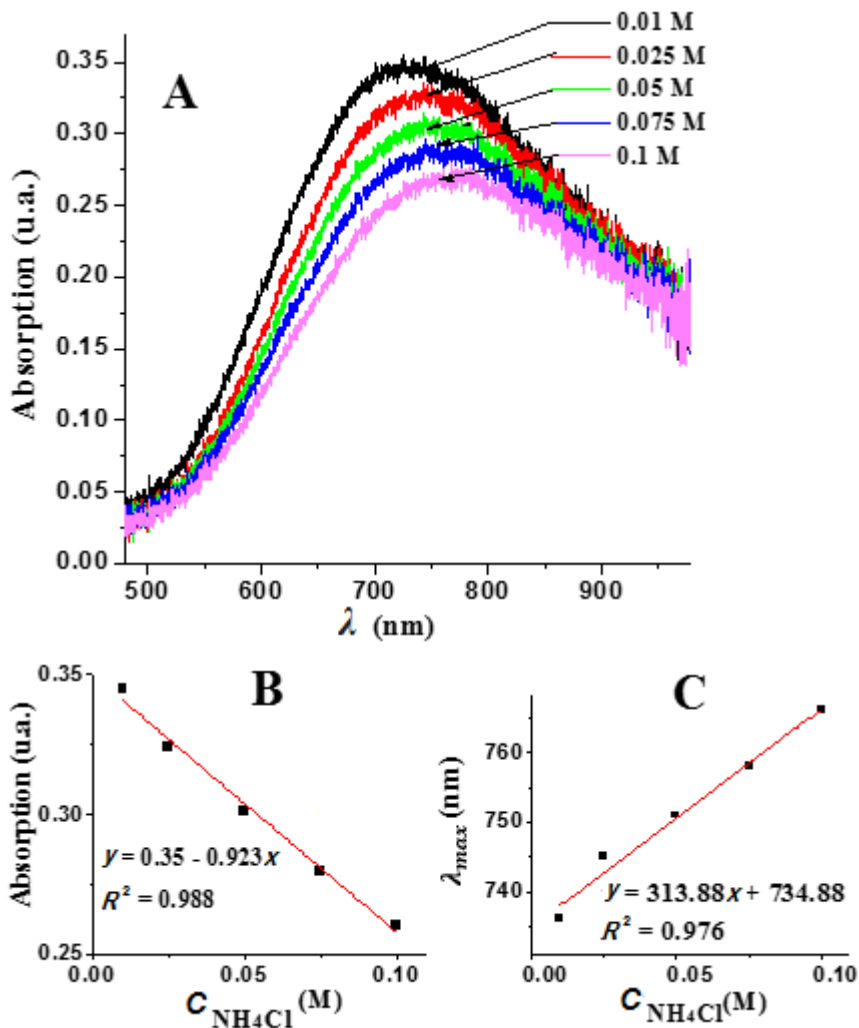 A
0.01 M
0.025 M
0.05 M
0.075 M
0.1 M
Absorption (u.a.)
0.35
0.30
0.25
0.20
0.15
0.10
0.05
0.00
500 600 700 800 900
λ (nm)
B
Absorption (u.a.)
0.35
0.30
0.25
y = 0.35 - 0.923x
R² = 0.988
0.00 0.05 0.10
C NH₄Cl (M)
C
λmax (nm)
760
750
740
y = 313.88x + 734.88
R² = 0.976
0.00 0.05 0.10
C NH₄Cl(M)